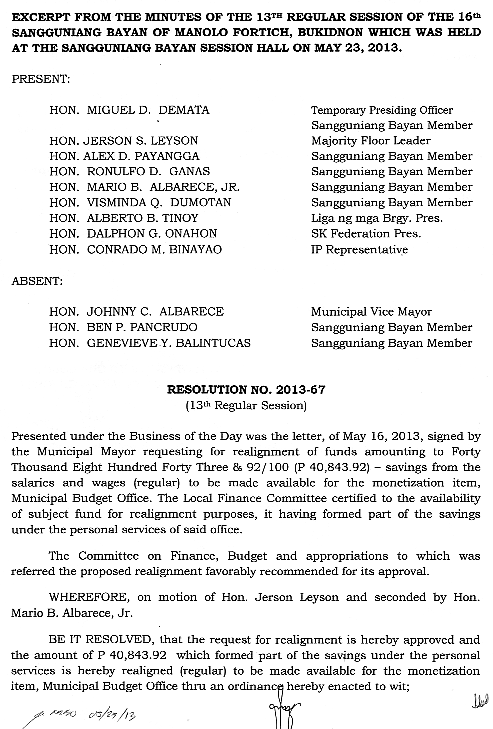 EXCERPT FROM THE MINUTES OF THE 13TH REGULAR SESSION OF THE 16th
SANGGUNIANG BAYAN OF MANOLO FORTICH, BUKIDNON WHICH WAS HELD
AT THE SANGGUNIANG BAYAN SESSION HALL ON MAY 23, 2013.
PRESENT:
HON. MIGUEL D. DEMATA Temporary Presiding Officer
Sangguniang Bayan Member
HON. JERSON S. LEYSON Majority Floor Leader
HON. ALEX D. PAYANGGA Sangguniang Bayan Member
HON. RONULFO D. GANAS Sangguniang Bayan Member
HON. MARIO B. ALBARECE, JR. Sangguniang Bayan Member
HON. VISMINDA Q. DUMOTAN Sangguniang Bayan Member
HON. ALBERTO B. TINOY Liga ng mga Brgy. Pres.
HON. DALPHON G. ONAHON SK Federation Pres.
HON. CONRADO M. BINAYAO IP Representative
ABSENT:
HON. JOHNNY C. ALBARECE Municipal Vice Mayor
HON. BEN P. PANCRUDO Sangguniang Bayan Member
HON. GENEVIEVE Y. BALINTUCAS Sangguniang Bayan Member
RESOLUTION NO. 2013-67
(13th Regular Session)
Presented under the Business of the Day was the letter, of May 16, 2013, signed by
the Municipal Mayor requesting for realignment of funds amounting to Forty
Thousand Eight Hundred Forty Three & 92/100 (P 40,843.92) – savings from the
salaries and wages (regular) to be made available for the monetization item,
Municipal Budget Office. The Local Finance Committee certified to the availability
of subject fund for realignment purposes, it having formed part of the savings
under the personal services of said office.
The Committee on Finance, Budget and appropriations to which was
referred the proposed realignment favorably recommended for its approval.
WHEREFORE, on motion of Hon. Jerson Leyson and seconded by Hon.
Mario B. Albarece, Jr.
BE IT RESOLVED, that the request for realignment is hereby approved and
the amount of P 40,843.92 which formed part of the savings under the personal
services is hereby realigned (regular) to be made available for the monetization
item, Municipal Budget Office thru an ordinance hereby enacted to wit;